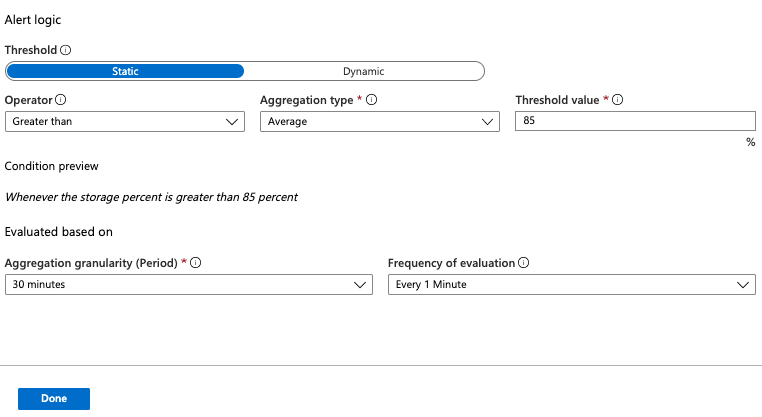 Alert logic
Threshold
Static Dynamic
Operator Aggregation type * Threshold value *
Greater than Average 85
%
Condition preview
Whenever the storage percent is greater than 85 percent
Evaluated based on
Aggregation granularity (Period) * Frequency of evaluation
30 minutes Every 1 Minute
Done